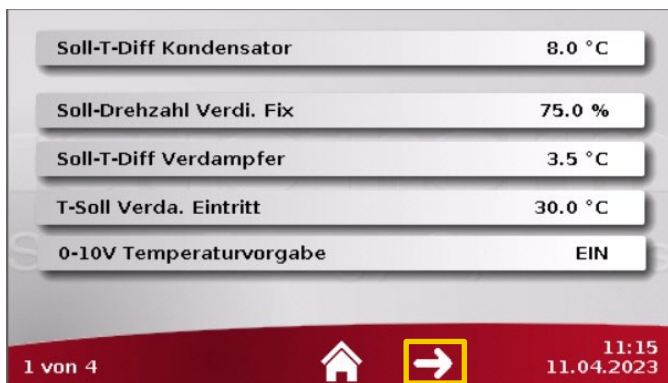 Soll-T-Diff Kondensator 8.0 °C
Soll-Drehzahl Verdi. Fix 75.0 %
Soll-T-Diff Verdampfer 3.5 °C
T-Soll Verda. Eintritt 30.0 °C
0-10V Temperaturvorgabe EIN
1 von 4 11:15
11.04.2023